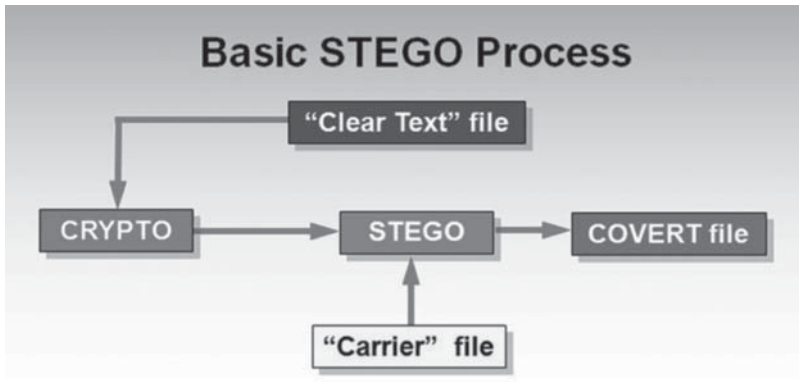 Basic STEGO Process
“Clear Text” file
CRYPTO
STEGO
COVERT file
“Carrier” file